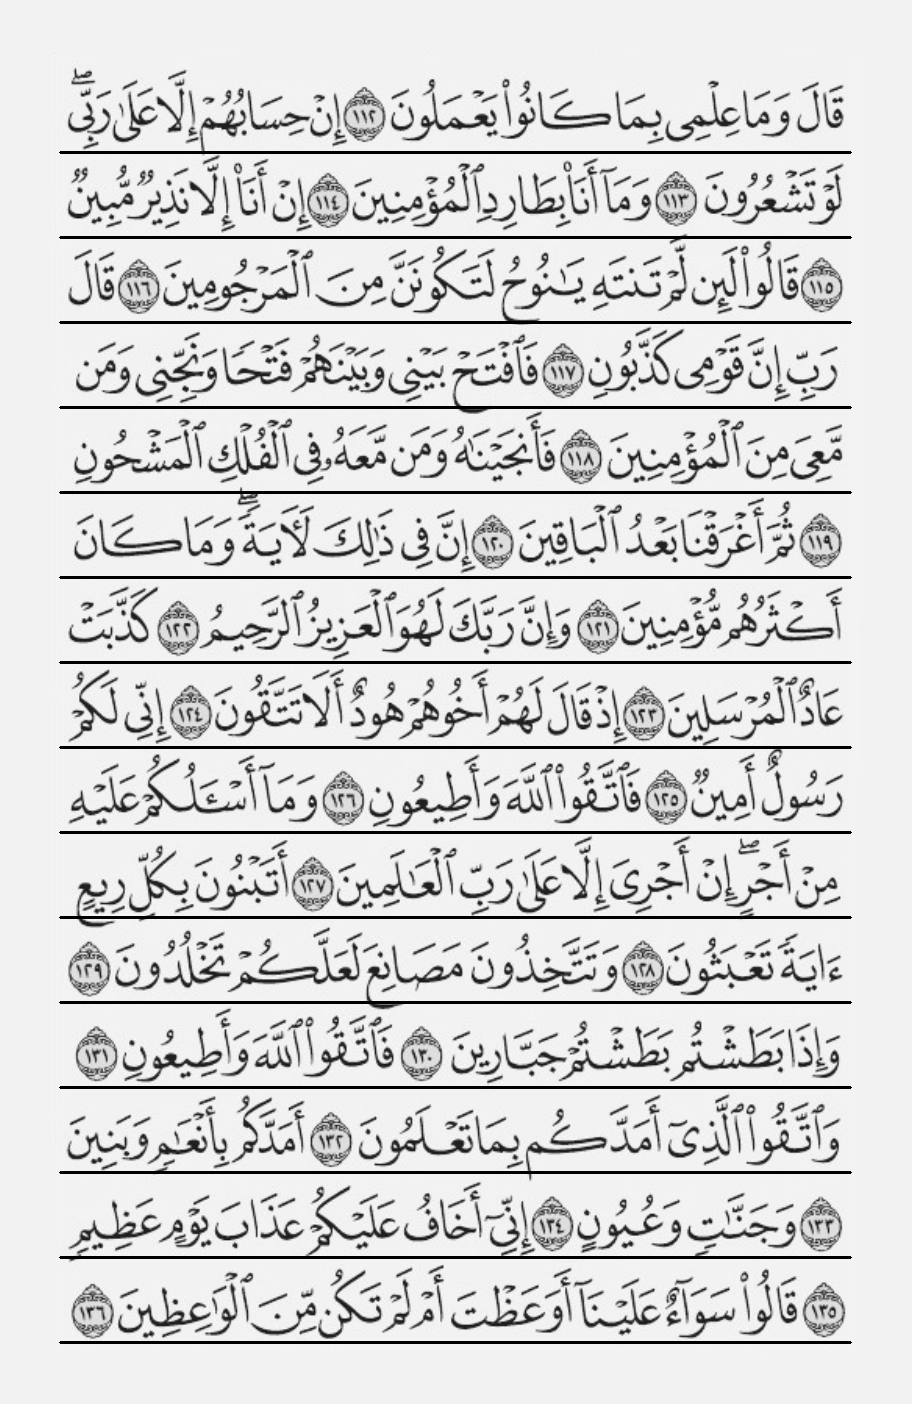 قَالَ وَمَا عِلْمِى بِمَا كَانُوا۟ يَعْمَلُونَ ١١٢ إِنْ حِسَابُهُمْ إِلَّا عَلَىٰ رَبِّى ۖ
لَوْ تَشْعُرُونَ ١١٣ وَمَآ أَنَا۠ بِطَارِدِ ٱلْمُؤْمِنِينَ ١١٤ إِنْ أَنَا۠ إِلَّا نَذِيرٌ مُّبِينٌ
١١٥ قَالُوا۟ لَئِن لَّمْ تَنتَهِ يَـٰنُوحُ لَتَكُونَنَّ مِنَ ٱلْمَرْجُومِينَ ١١٦ قَالَ
رَبِّ إِنَّ قَوْمِى كَذَّبُونِ ١١٧ فَٱفْتَحْ بَيْنِى وَبَيْنَهُمْ فَتْحًا وَنَجِّنِى وَمَن
مَّعِىَ مِنَ ٱلْمُؤْمِنِينَ ١١٨ فَأَنجَيْنَـٰهُ وَمَن مَّعَهُۥ فِى ٱلْفُلْكِ ٱلْمَشْحُونِ
١١٩ ثُمَّ أَغْرَقْنَا بَعْدُ ٱلْبَاقِينَ ١٢٠ إِنَّ فِى ذَٰلِكَ لَـَٔايَةً ۖ وَمَا كَانَ
أَكْثَرُهُم مُّؤْمِنِينَ ١٢١ وَإِنَّ رَبَّكَ لَهُوَ ٱلْعَزِيزُ ٱلرَّحِيمُ ١٢٢ كَذَّبَتْ
عَادٌ ٱلْمُرْسَلِينَ ١٢٣ إِذْ قَالَ لَهُمْ أَخُوهُمْ هُودٌ أَلَا تَتَّقُونَ ١٢٤ إِنِّى لَكُمْ
رَسُولٌ أَمِينٌ ١٢٥ فَٱتَّقُوا۟ ٱللَّهَ وَأَطِيعُونِ ١٢٦ وَمَآ أَسْـَٔلُكُمْ عَلَيْهِ
مِنْ أَجْرٍ ۖ إِنْ أَجْرِىَ إِلَّا عَلَىٰ رَبِّ ٱلْعَـٰلَمِينَ ١٢٧ أَتَبْنُونَ بِكُلِّ رِيعٍ
ءَايَةً تَعْبَثُونَ ١٢٨ وَتَتَّخِذُونَ مَصَانِعَ لَعَلَّكُمْ تَخْلُدُونَ ١٢٩
وَإِذَا بَطَشْتُم بَطَشْتُمْ جَبَّارِينَ ١٣٠ فَٱتَّقُوا۟ ٱللَّهَ وَأَطِيعُونِ ١٣١
وَٱتَّقُوا۟ ٱلَّذِىٓ أَمَدَّكُم بِمَا تَعْلَمُونَ ١٣٢ أَمَدَّكُم بِأَنْعَـٰمٍ وَبَنِينَ
١٣٣ وَجَنَّـٰتٍ وَعُيُونٍ ١٣٤ إِنِّىٓ أَخَافُ عَلَيْكُمْ عَذَابَ يَوْمٍ عَظِيمٍ
١٣٥ قَالُوا۟ سَوَآءٌ عَلَيْنَآ أَوَعَظْتَ أَمْ لَمْ تَكُن مِّنَ ٱلْوَٰعِظِينَ ١٣٦